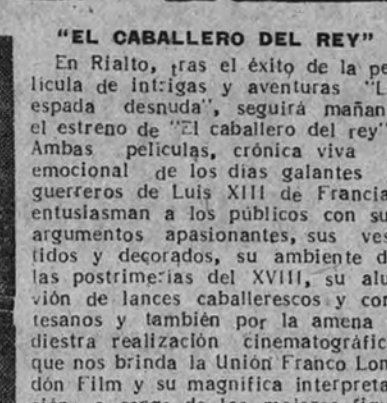 "EL CABALLERO DEL REY"
En Rialto, tras el éxito de la pe
lícula de intrigas y aventuras "L
espada desnuda", seguirá mañan
el estreno de "El caballero del rey"
Ambas películas, crónica viva
emocional de los días galantes
guerreros de Luis XIII de Francia
entusiasman a los públicos con su
argumentos apasionantes, sus ves
tidos y decorados, su ambiente d
las postrimerías del XVIII, su alu
vión de lances caballerescos y cor
tesanos y también por la amena
diestra realización cinematográfic
que nos brinda la Unión Franco Lon
dón Film y su magnífica interpreta